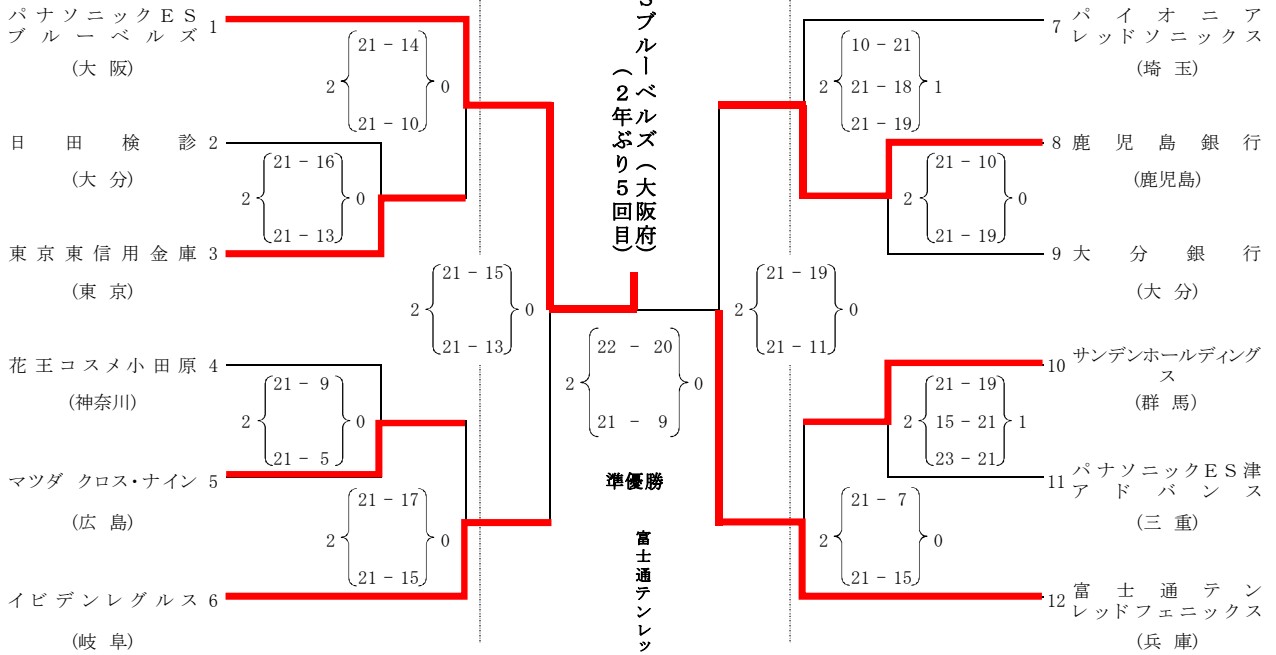 パナソニックＥＳ
ブルーベルズ
1
(大 阪)
21 － 14
2
0
21 － 10
日田検診
2
(大 分)
21 － 16
2
0
21 － 13
東京東信用金庫
3
(東 京)
21 － 15
2
0
21 － 13
花王コスメ小田原
4
(神奈川)
21 － 9
2
0
21 － 5
マツダ クロス・ナイン
5
(広 島)
21 － 17
2
0
21 － 15
イビデンレグルス
6
(岐 阜)
Sブルーベルズ（大阪府）
（２年ぶり５回目）
22 － 20
2
0
21 － 9
準優勝
富士通テンレッ
7
パイオニア
レッドソニックス
(埼 玉)
10 － 21
2
21 － 18
1
21 － 19
8
鹿児島銀行
(鹿児島)
21 － 10
2
0
21 － 19
9
大分銀行
(大 分)
21 － 19
2
0
21 － 11
10
サンデンホールディング
ス
(群 馬)
21 － 19
2
15 － 21
1
23 － 21
11
パナソニックＥＳ津
アドバンス
(三 重)
21 － 7
2
0
21 － 15
12
富士通テン
レッドフェニックス
(兵 庫)